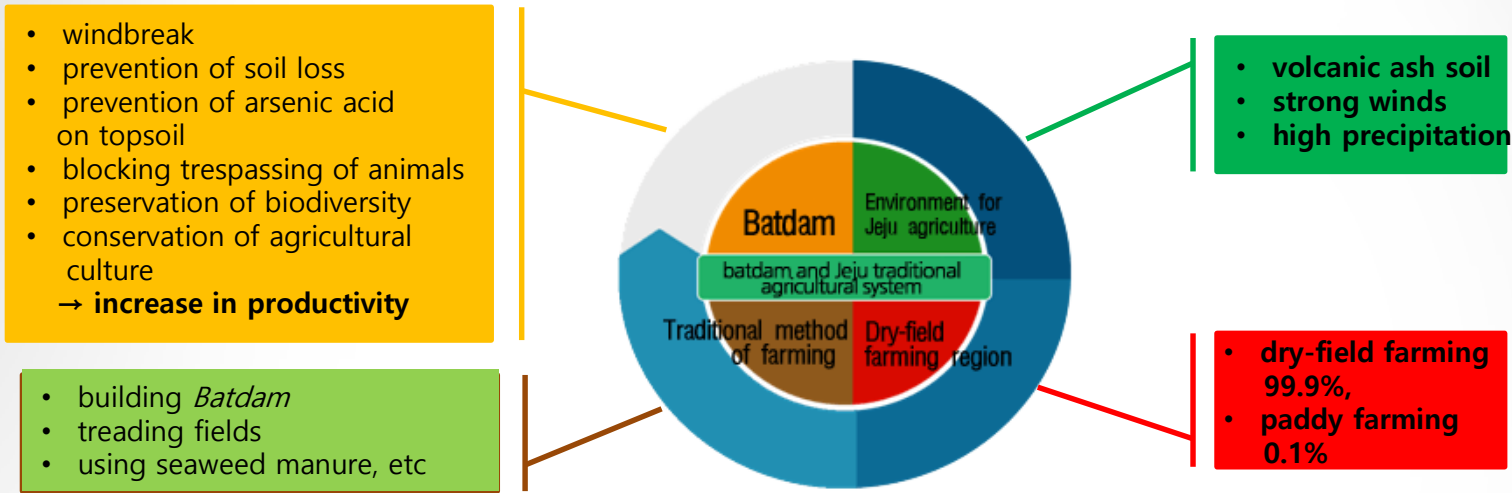 • windbreak
• prevention of soil loss
• prevention of arsenic acid
on topsoil
• blocking trespassing of animals
• preservation of biodiversity
• conservation of agricultural
culture
→ increase in productivity
• building Batdam
• treading fields
• using seaweed manure, etc
Batdam
Environment for
Jeju agriculture
batdam and Jeju traditional
agricultural system
Traditional method
of farming
Dry-field
farming region
• volcanic ash soil
• strong winds
• high precipitation
• dry-field farming
99.9%,
• paddy farming
0.1%